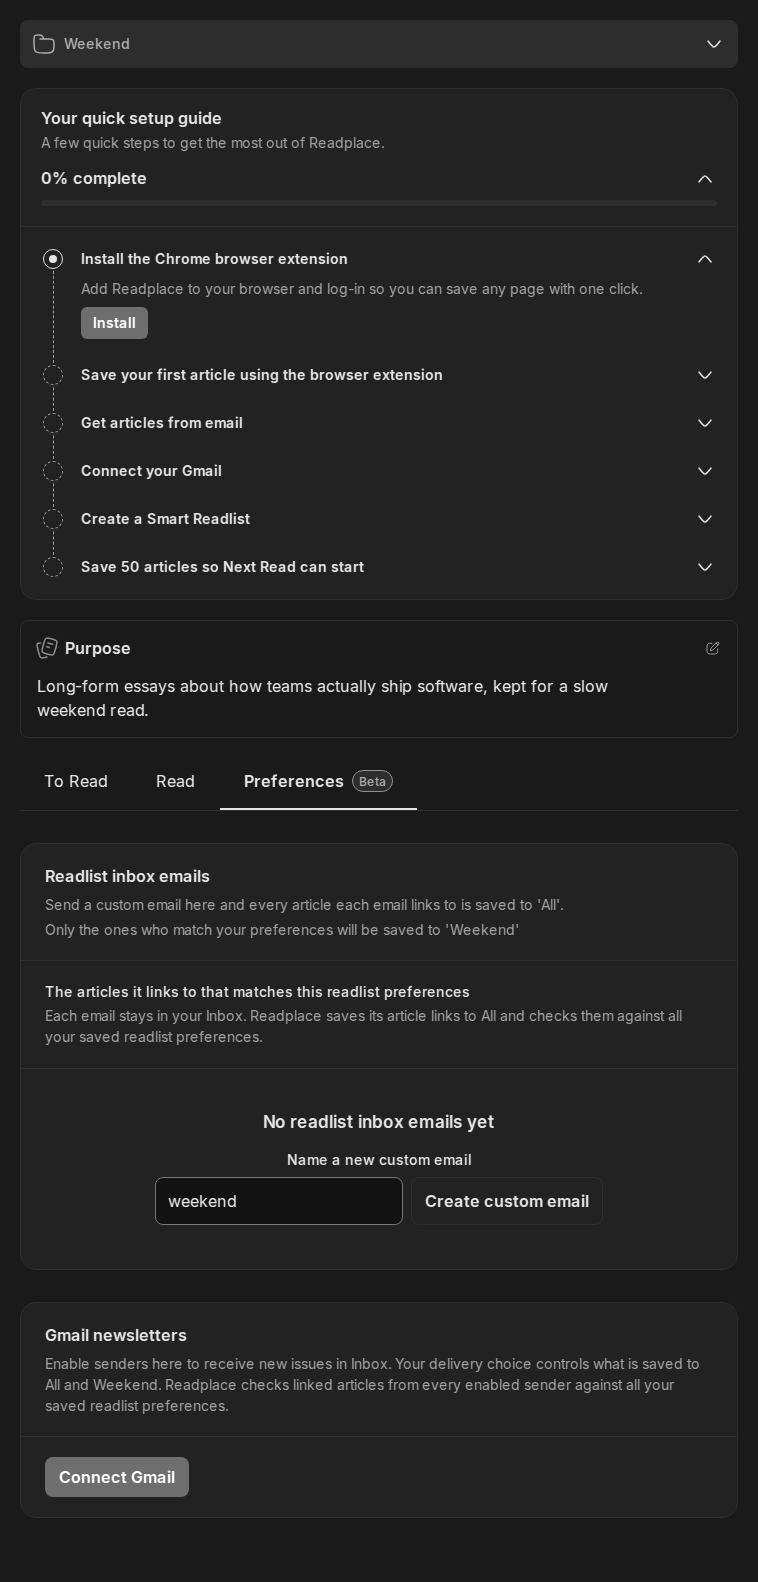 Weekend
Your quick setup guide
A few quick steps to get the most out of Readplace.
0% complete
Install the Chrome browser extension
Add Readplace to your browser and log-in so you can save any page with one click.
Install
Save your first article using the browser extension
Get articles from email
Connect your Gmail
Create a Smart Readlist
Save 50 articles so Next Read can start
Purpose
Long-form essays about how teams actually ship software, kept for a slow
weekend read.
To Read
Read
Preferences
Beta
Readlist inbox emails
Send a custom email here and every article each email links to is saved to 'All'.
Only the ones who match your preferences will be saved to 'Weekend'
The articles it links to that matches this readlist preferences
Each email stays in your Inbox. Readplace saves its article links to All and checks them against all
your saved readlist preferences.
No readlist inbox emails yet
Name a new custom email
weekend
Create custom email
Gmail newsletters
Enable senders here to receive new issues in Inbox. Your delivery choice controls what is saved to
All and Weekend. Readplace checks linked articles from every enabled sender against all your
saved readlist preferences.
Connect Gmail